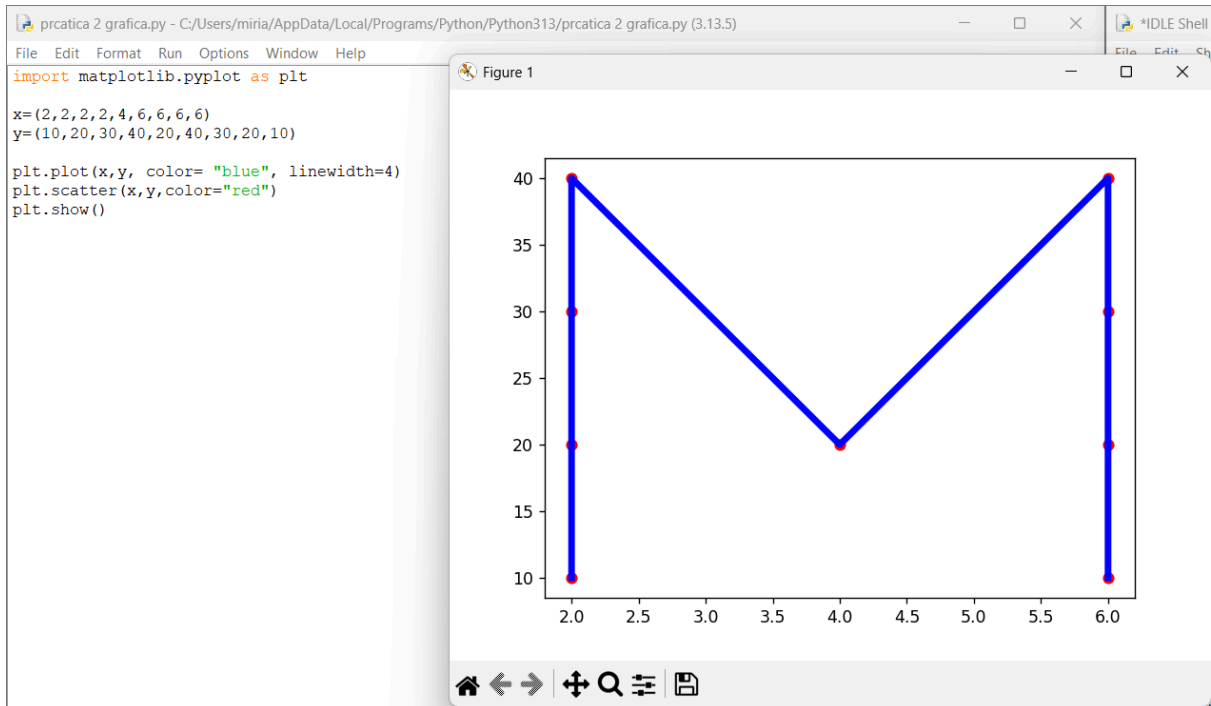 prcatica 2 grafica.py - C:/Users/miria/AppData/Local/Programs/Python/Python313/prcatica 2 grafica.py (3.13.5)
*IDLE Shell
File Edit Format Run Options Window Help
File Edit Sh
import matplotlib.pyplot as plt
x=(2,2,2,2,4,6,6,6,6)
y=(10,20,30,40,20,40,30,20,10)
plt.plot(x,y, color= "blue", linewidth=4)
plt.scatter(x,y,color="red")
plt.show()
Figure 1
40
35
30
25
20
15
10
2.0 2.5 3.0 3.5 4.0 4.5 5.0 5.5 6.0